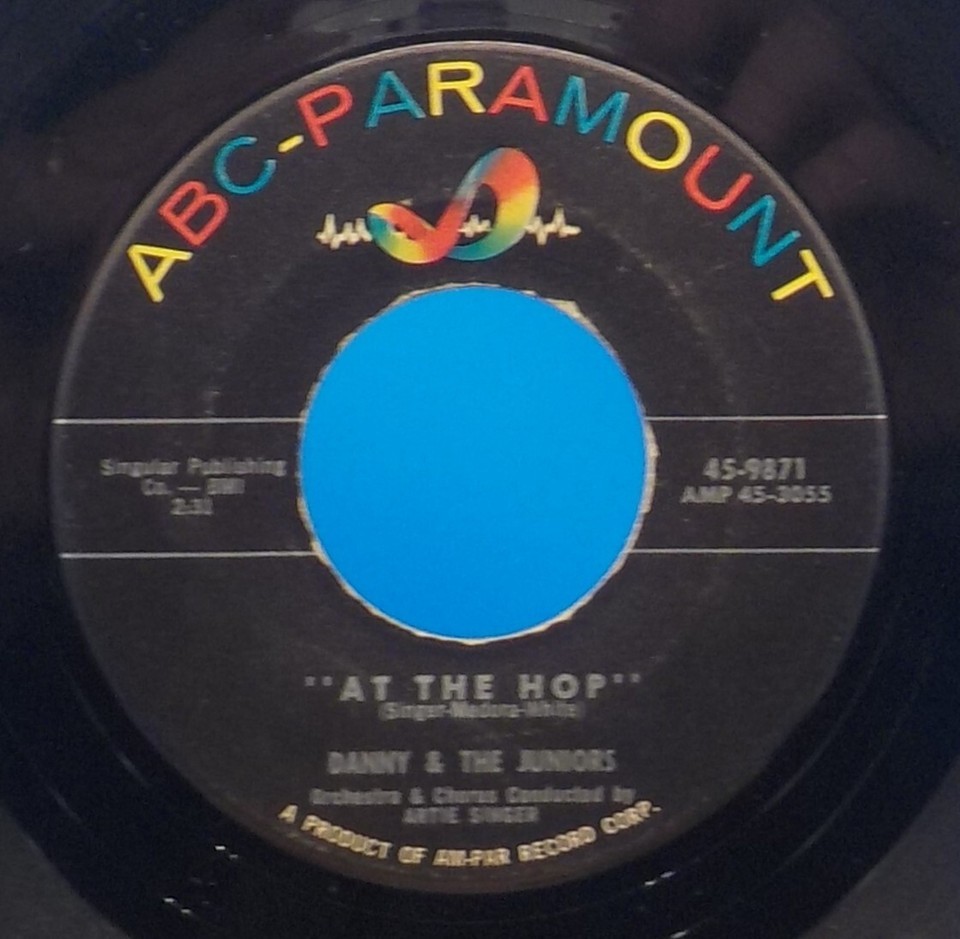 ABC-PARAMOUNT
Singular Publishing
Co. — BMI
2:31
45-9871
AMP 45-3055
"AT THE HOP"
(Singer-Madara-White)
DANNY & THE JUNIORS
Orchestra & Chorus Conducted by
ARTIE SINGER
A PRODUCT OF AM-PAR RECORD CORP.